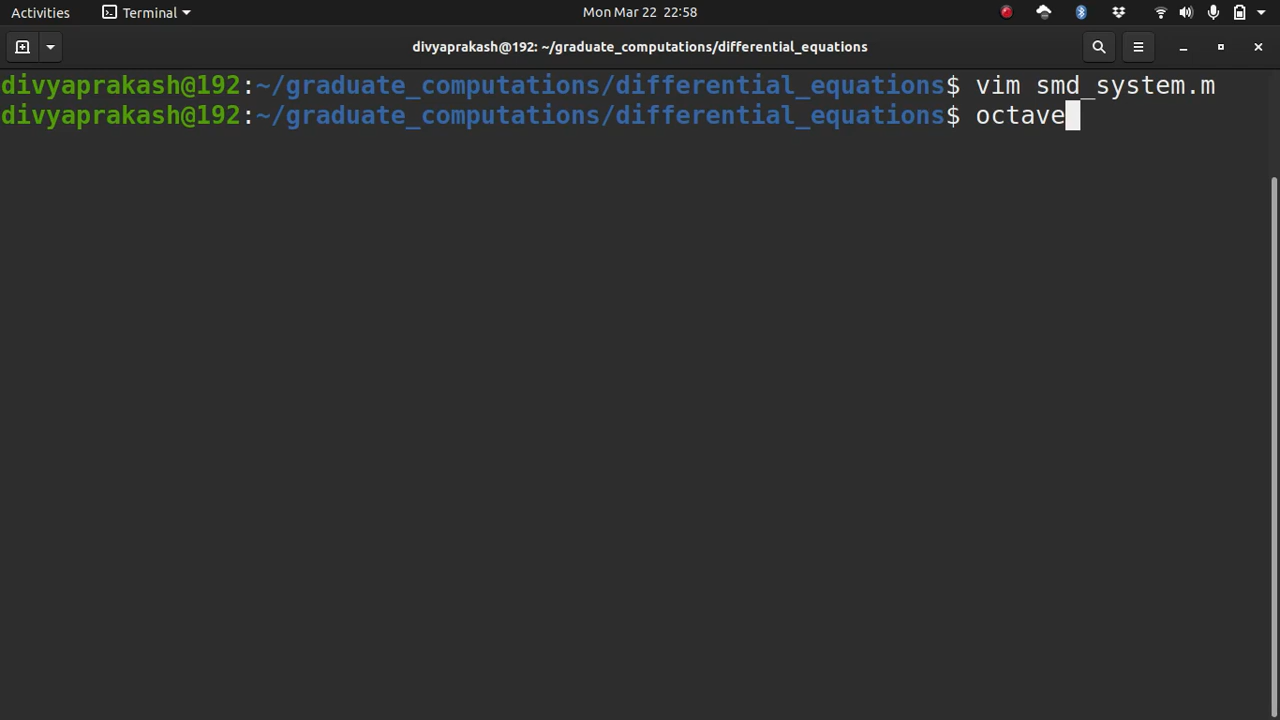 Activities Terminal Mon Mar 22 22:58
divyaprakash@192: ~/graduate_computations/differential_equations
divyaprakash@192:~/graduate_computations/differential_equations$ vim smd_system.m
divyaprakash@192:~/graduate_computations/differential_equations$ octave